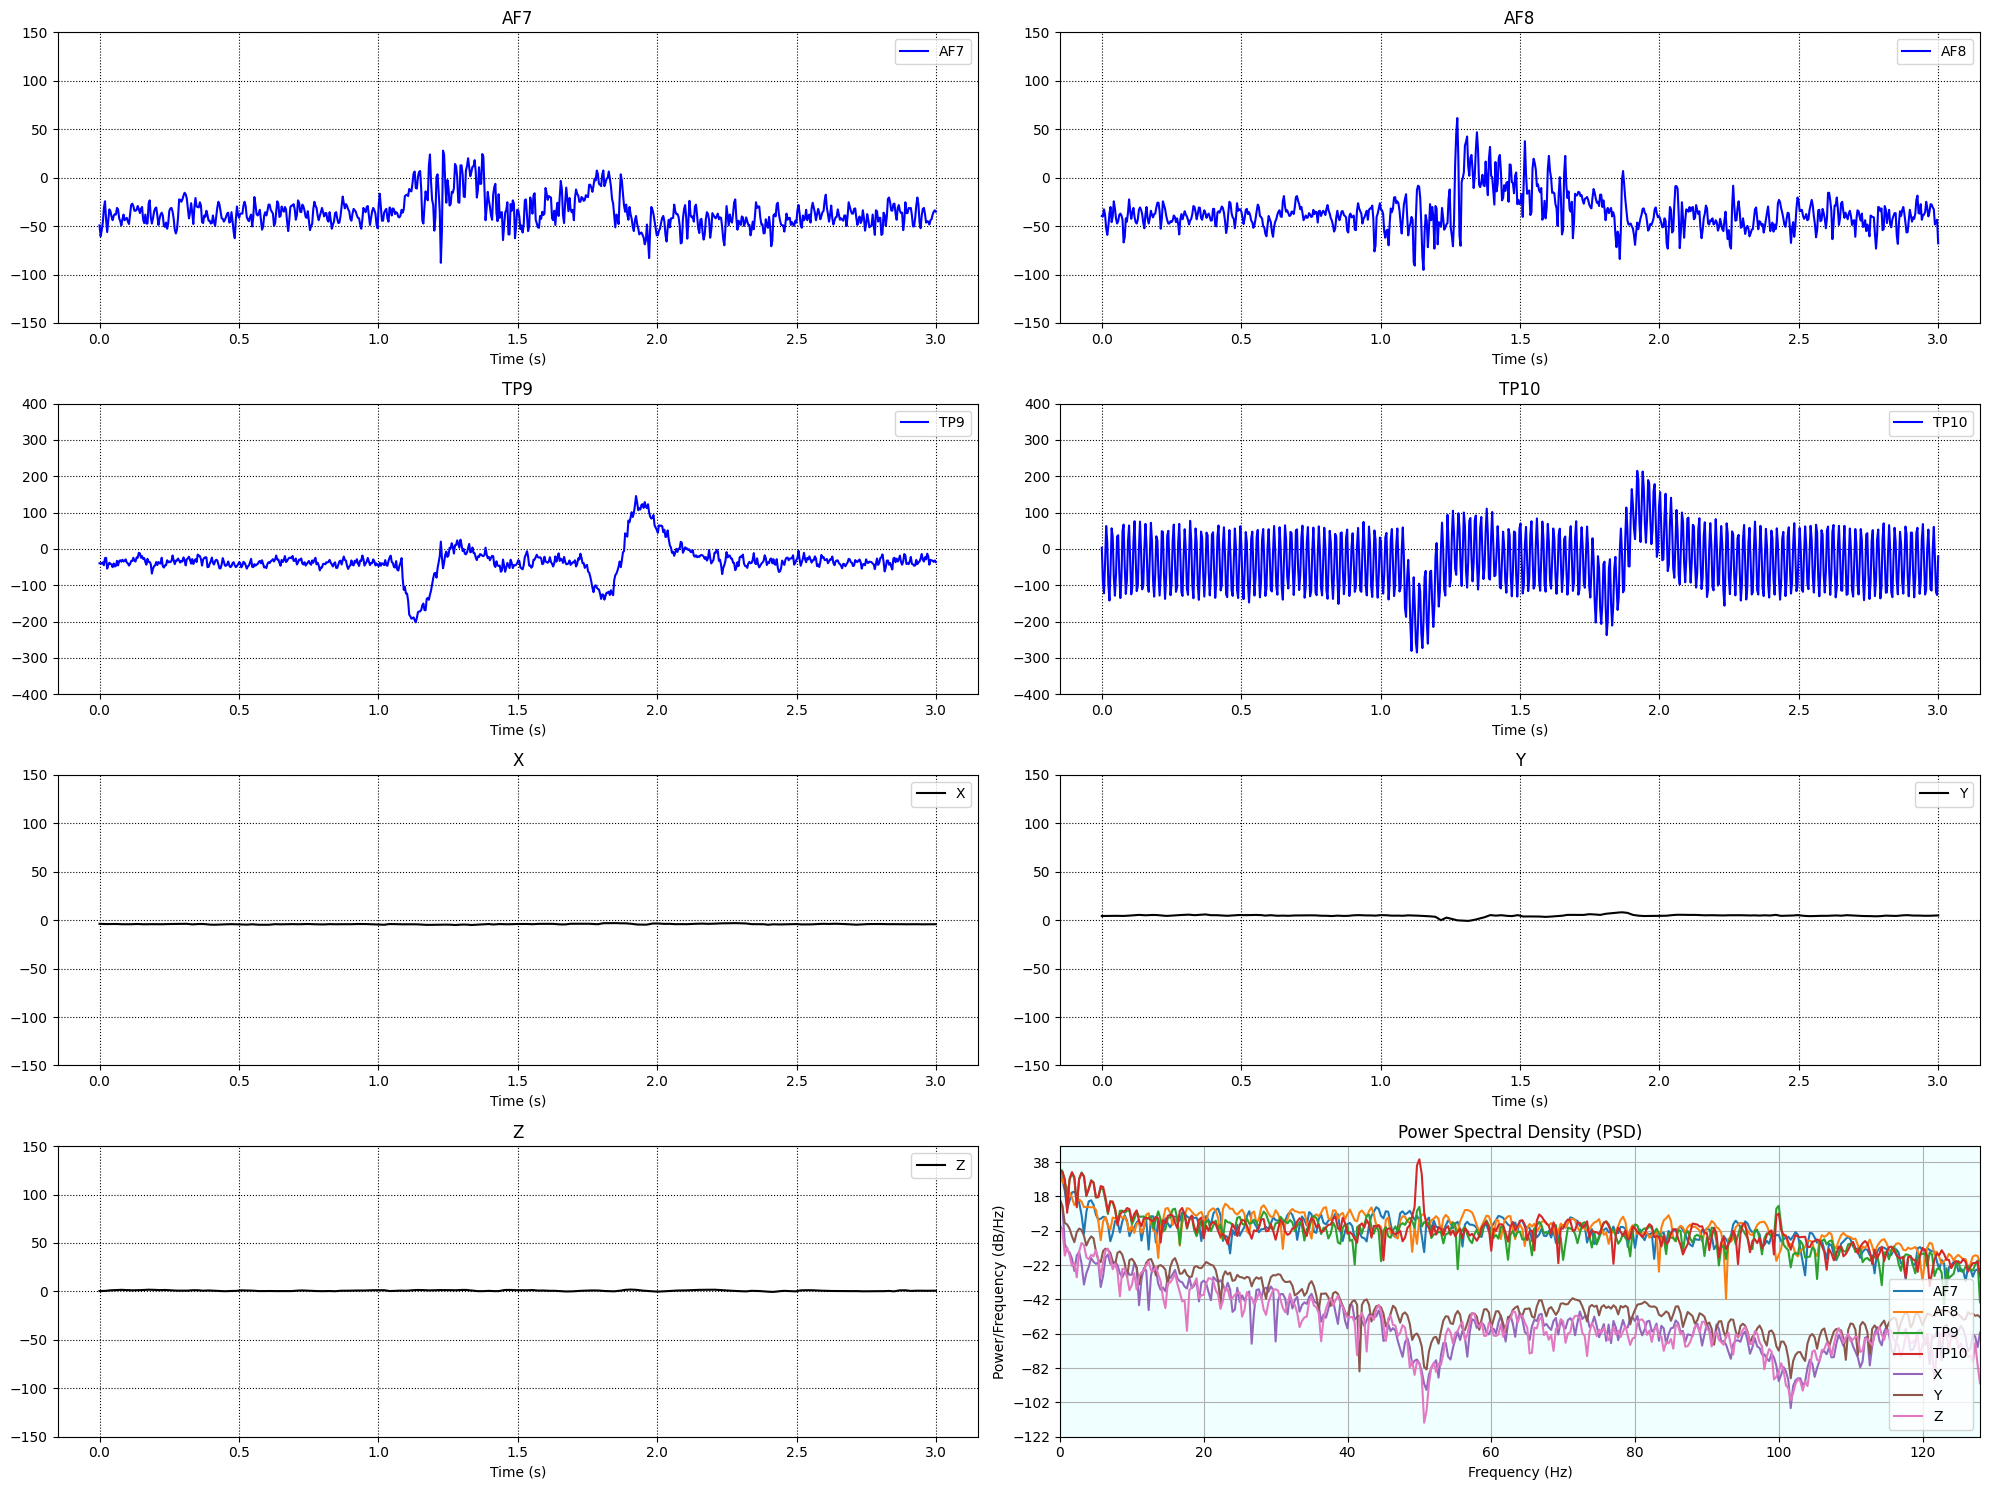 AF7
150
100
50
0
−50
−100
−150
0.0 0.5 1.0 1.5 2.0 2.5 3.0
Time (s)
AF7
AF8
150
100
50
0
−50
−100
−150
0.0 0.5 1.0 1.5 2.0 2.5 3.0
Time (s)
AF8
TP9
400
300
200
100
0
−100
−200
−300
−400
0.0 0.5 1.0 1.5 2.0 2.5 3.0
Time (s)
TP9
TP10
400
300
200
100
0
−100
−200
−300
−400
0.0 0.5 1.0 1.5 2.0 2.5 3.0
Time (s)
TP10
X
150
100
50
0
−50
−100
−150
0.0 0.5 1.0 1.5 2.0 2.5 3.0
Time (s)
X
Y
150
100
50
0
−50
−100
−150
0.0 0.5 1.0 1.5 2.0 2.5 3.0
Time (s)
Y
Z
150
100
50
0
−50
−100
−150
0.0 0.5 1.0 1.5 2.0 2.5 3.0
Time (s)
Z
Power Spectral Density (PSD)
Power/Frequency (dB/Hz)
38
18
−2
−22
−42
−62
−82
−102
−122
0 20 40 60 80 100 120
Frequency (Hz)
AF7
AF8
TP9
TP10
X
Y
Z